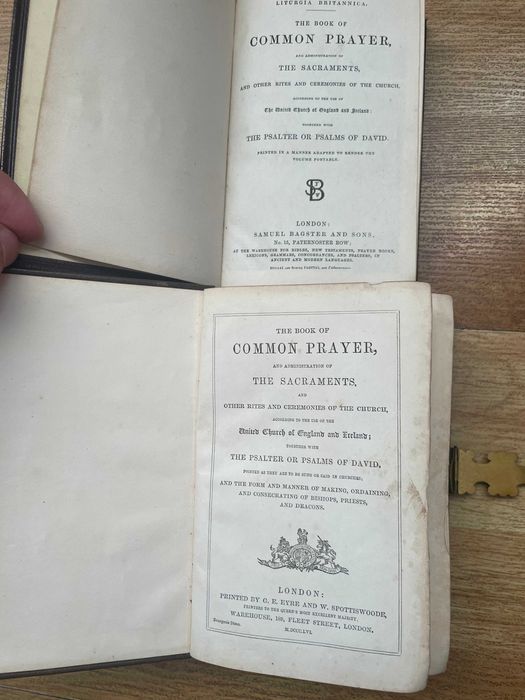 LITURGIA BRITANNICA.
THE BOOK OF
COMMON PRAYER,
AND ADMINISTRATION OF
THE SACRAMENTS,
AND OTHER RITES AND CEREMONIES OF THE CHURCH,
ACCORDING TO THE USE OF
The United Church of England and Ireland:
TOGETHER WITH
THE PSALTER OR PSALMS OF DAVID.
PRINTED IN A MANNER ADAPTED TO RENDER THE
VOLUME PORTABLE.
LONDON:
SAMUEL BAGSTER AND SONS,
No. 15, PATERNOSTER ROW;
AT THE WAREHOUSE FOR BIBLES, NEW TESTAMENTS, PRAYER BOOKS,
LEXICONS, GRAMMARS, CONCORDANCES, AND PSALTERS, IN
ANCIENT AND MODERN LANGUAGES.
THE BOOK OF
COMMON PRAYER,
AND ADMINISTRATION OF
THE SACRAMENTS,
AND
OTHER RITES AND CEREMONIES OF THE CHURCH,
ACCORDING TO THE USE OF THE
United Church of England and Ireland;
TOGETHER WITH
THE PSALTER OR PSALMS OF DAVID,
POINTED AS THEY ARE TO BE SUNG OR SAID IN CHURCHES;
AND THE FORM AND MANNER OF MAKING, ORDAINING,
AND CONSECRATING OF BISHOPS, PRIESTS,
AND DEACONS.
LONDON:
PRINTED BY G. E. EYRE AND W. SPOTTISWOODE,
PRINTERS TO THE QUEEN'S MOST EXCELLENT MAJESTY.
WAREHOUSE, 189, FLEET STREET, LONDON.
Bourgeois 24mo. M.DCCC.LVI.